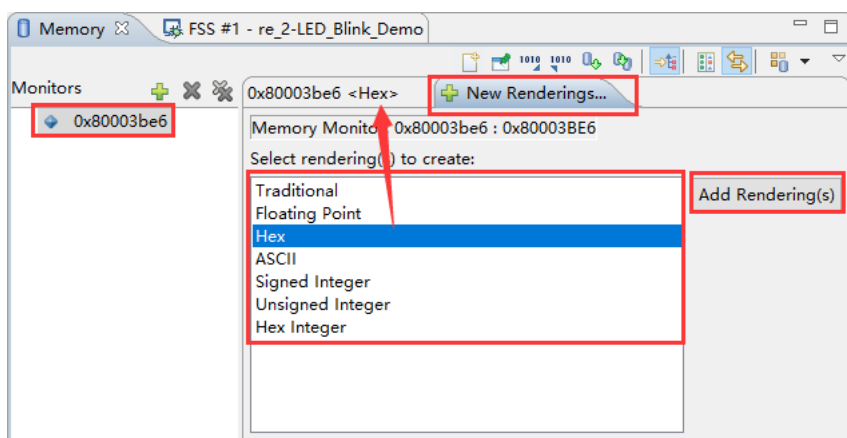 Memory FSS #1 - re_2-LED_Blink_Demo
Monitors
0x80003be6
0x80003be6 <Hex> New Renderings...
Memory Monitor 0x80003be6 : 0x80003BE6
Select rendering(s) to create:
Traditional
Floating Point
Hex
ASCII
Signed Integer
Unsigned Integer
Hex Integer
Add Rendering(s)